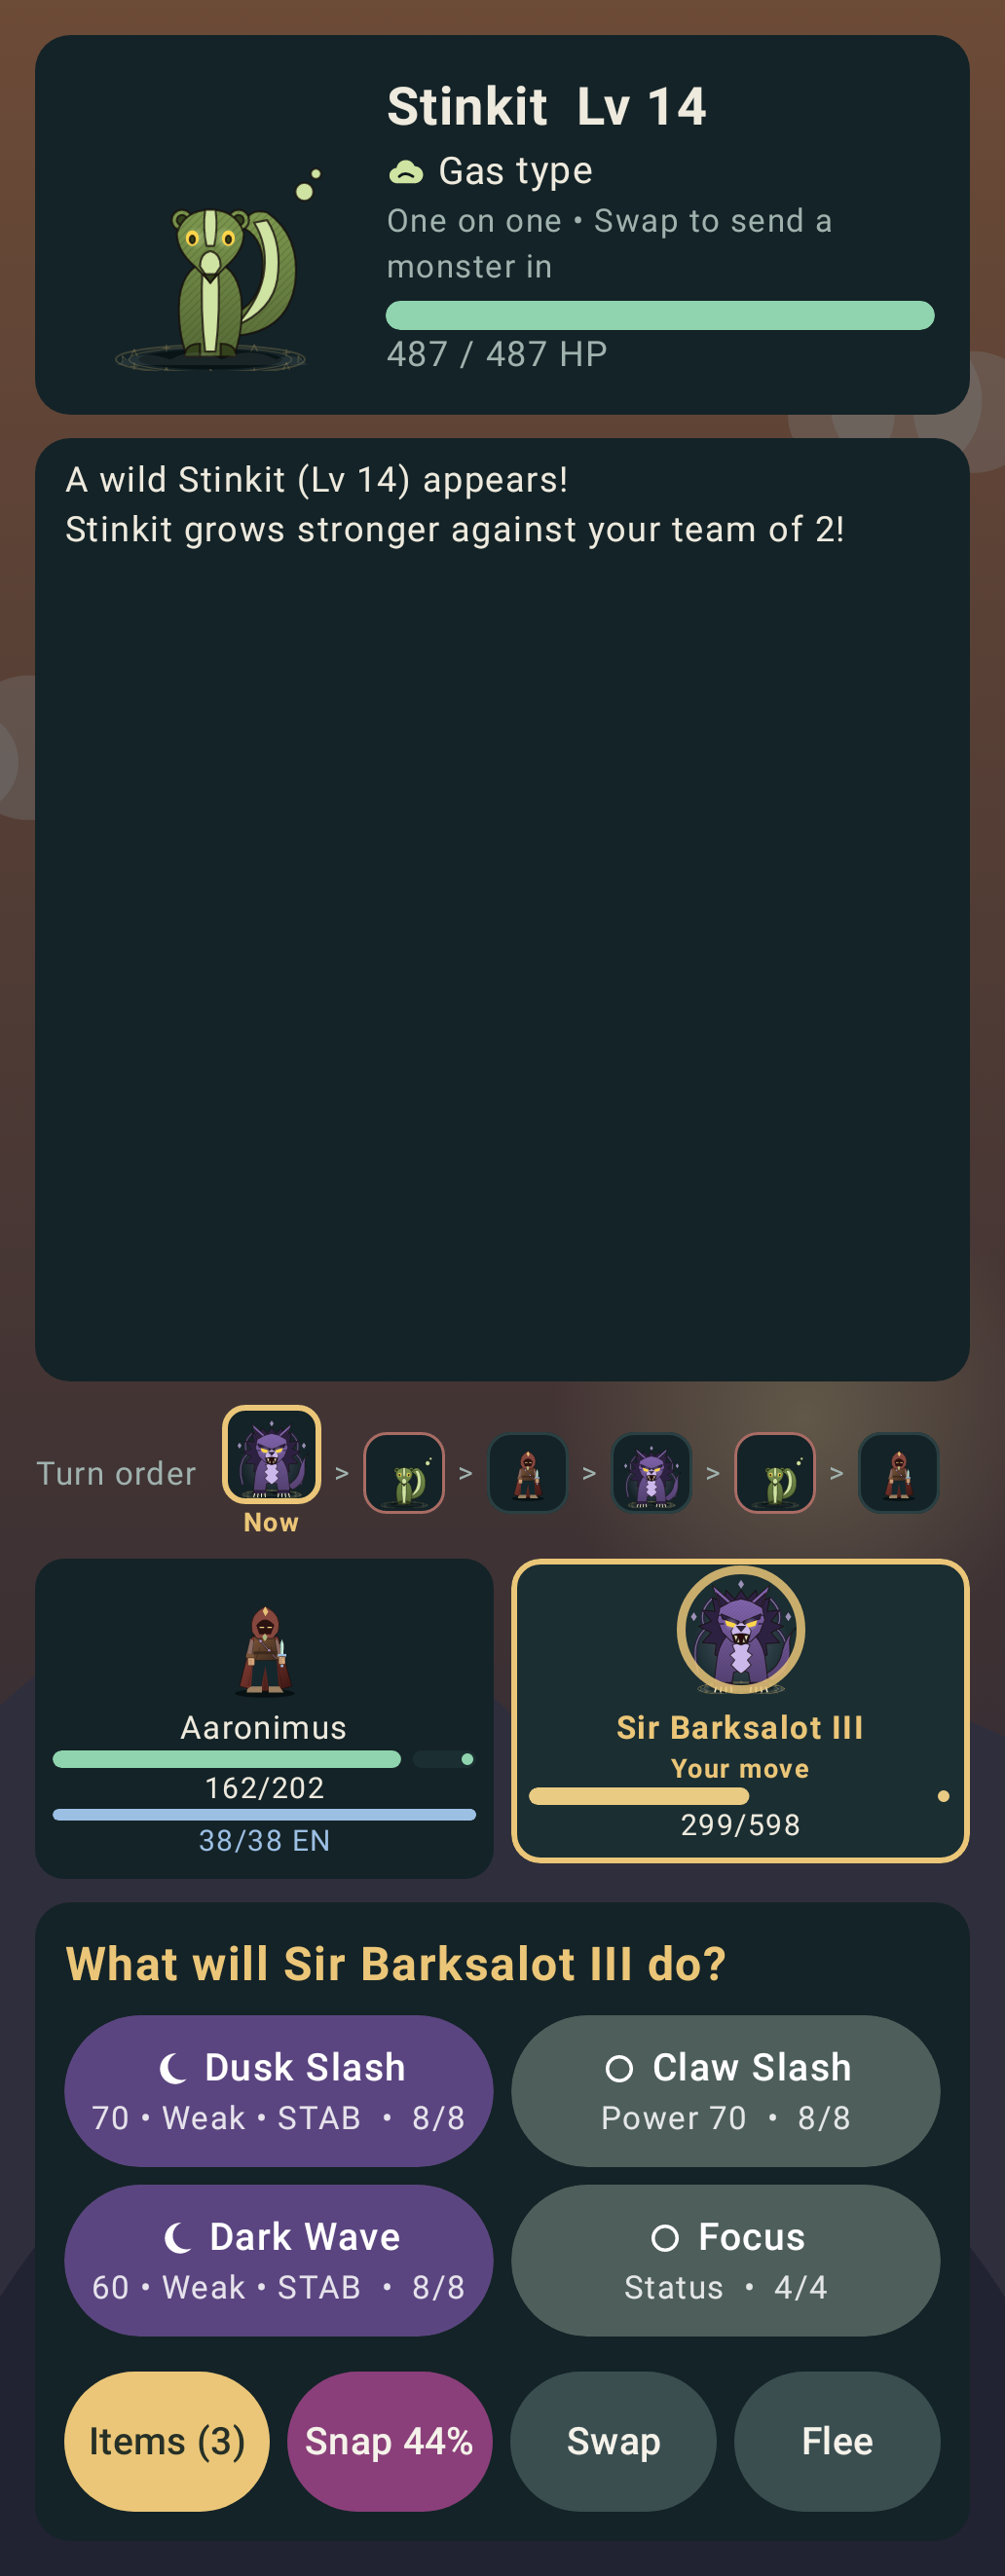 Stinkit Lv 14
Gas type
One on one • Swap to send a
monster in
487 / 487 HP
A wild Stinkit (Lv 14) appears!
Stinkit grows stronger against your team of 2!
Turn order > > > > >
Now
Aaronimus
162/202
38/38 EN
Sir Barksalot III
Your move
299/598
What will Sir Barksalot III do?
Dusk Slash
70 • Weak • STAB • 8/8
Claw Slash
Power 70 • 8/8
Dark Wave
60 • Weak • STAB • 8/8
Focus
Status • 4/4
Items (3)
Snap 44%
Swap
Flee